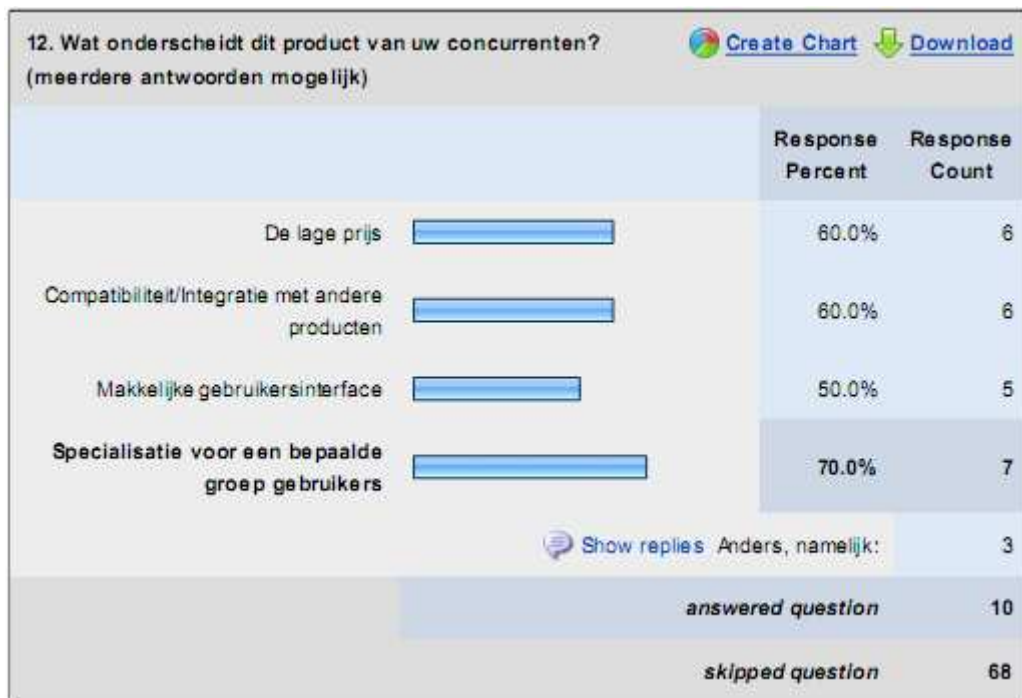 12. Wat onderscheidt dit product van uw concurrenten?
(meerdere antwoorden mogelijk)
Create Chart Download
Response Percent
Response Count
De lage prijs 60.0% 6
Compatibiliteit/Integratie met andere
producten 60.0% 6
Makkelijke gebruikersinterface 50.0% 5
Specialisatie voor een bepaalde
groep gebruikers 70.0% 7
Show replies Anders, namelijk: 3
answered question 10
skipped question 68